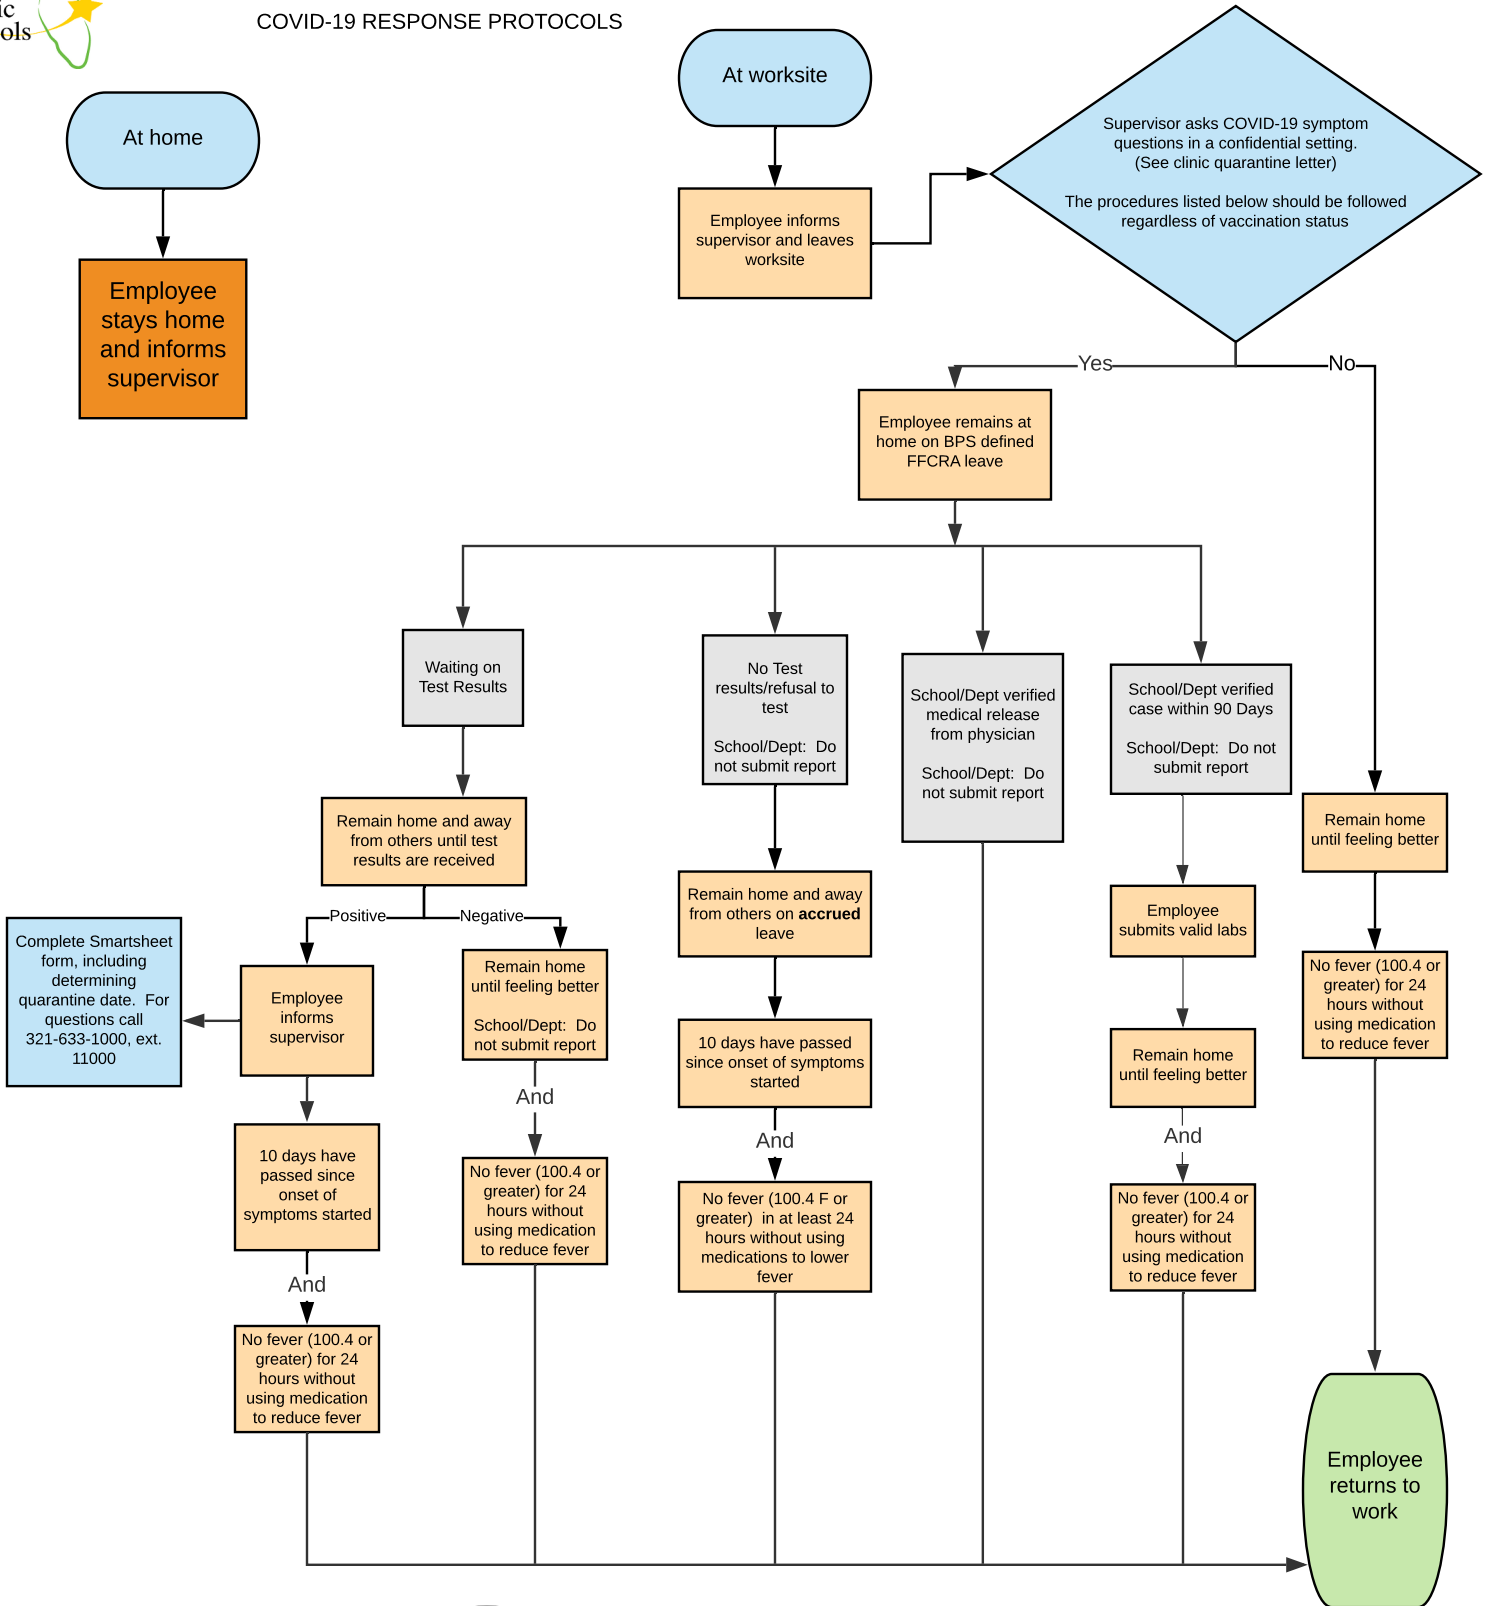 ic
ols
COVID-19 RESPONSE PROTOCOLS
At home
Employee
stays home
and informs
supervisor
At worksite
Employee informs
supervisor and leaves
worksite
Supervisor asks COVID-19 symptom
questions in a confidential setting.
(See clinic quarantine letter)
The procedures listed below should be followed
regardless of vaccination status
Yes
No
Employee remains at
home on BPS defined
FFCRA leave
Waiting on
Test Results
No Test
results/refusal to
test
School/Dept:  Do
not submit report
School/Dept verified
medical release
from physician
School/Dept:  Do
not submit report
School/Dept verified
case within 90 Days
School/Dept:  Do not
submit report
Remain home and away
from others until test
results are received
Positive
Negative
Complete Smartsheet
form, including
determining
quarantine date.  For
questions call
321-633-1000, ext.
11000
Employee
informs
supervisor
10 days have
passed since
onset of
symptoms started
And
No fever (100.4 or
greater) for 24
hours without
using medication
to reduce fever
Remain home
until feeling better
School/Dept:  Do
not submit report
And
No fever (100.4 or
greater) for 24
hours without
using medication
to reduce fever
Remain home and away
from others on accrued
leave
10 days have passed
since onset of symptoms
started
And
No fever (100.4 F or
greater)  in at least 24
hours without using
medications to lower
fever
Employee
submits valid labs
Remain home
until feeling better
And
No fever (100.4 or
greater) for 24
hours without
using medication
to reduce fever
Remain home
until feeling better
No fever (100.4 or
greater) for 24
hours without
using medication
to reduce fever
Employee
returns to
work